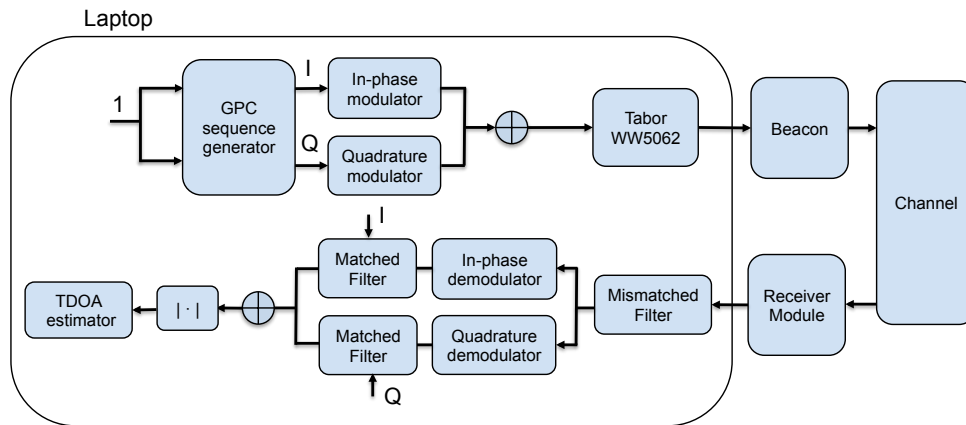 Laptop
1
GPC
sequence
generator
I
Q
In-phase
modulator
Quadrature
modulator
Tabor
WW5062
Beacon
Channel
I
Matched
Filter
In-phase
demodulator
TDOA
estimator
| · |
Mismatched
Filter
Receiver
Module
Matched
Filter
Quadrature
demodulator
Q